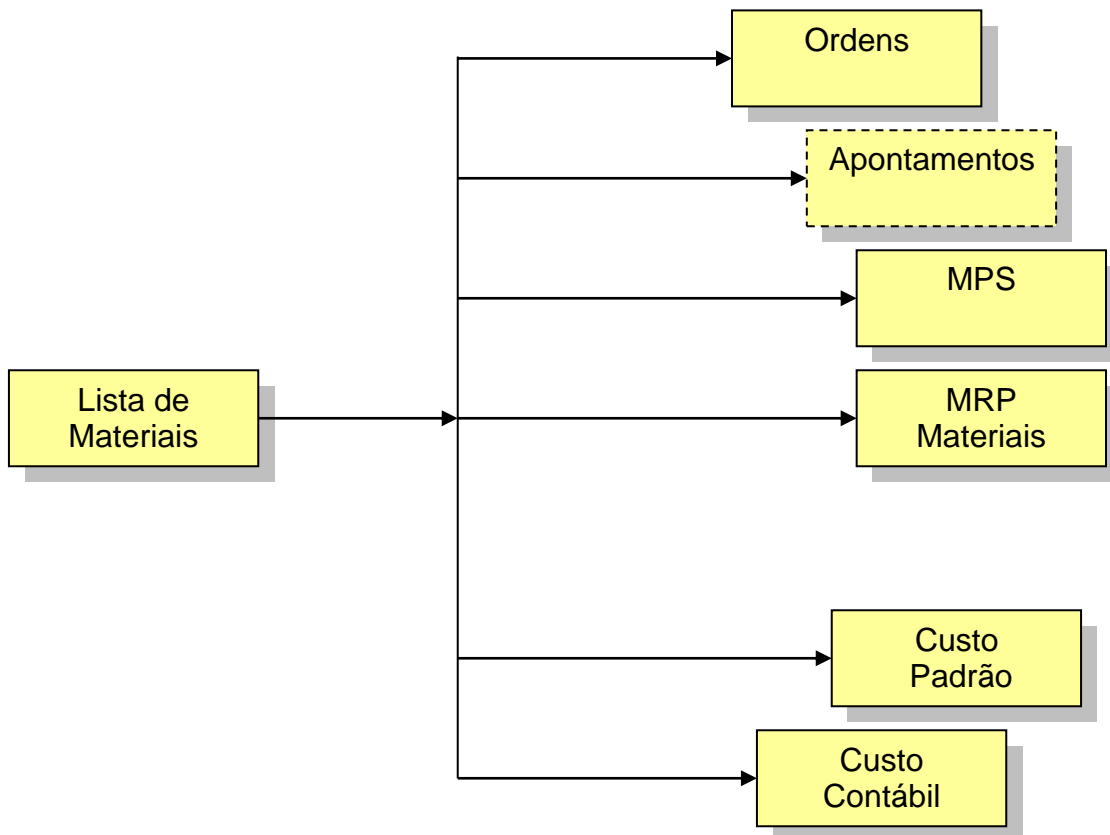 Ordens
Apontamentos
MPS
Lista de
Materiais
MRP
Materiais
Custo
Padrão
Custo
Contábil